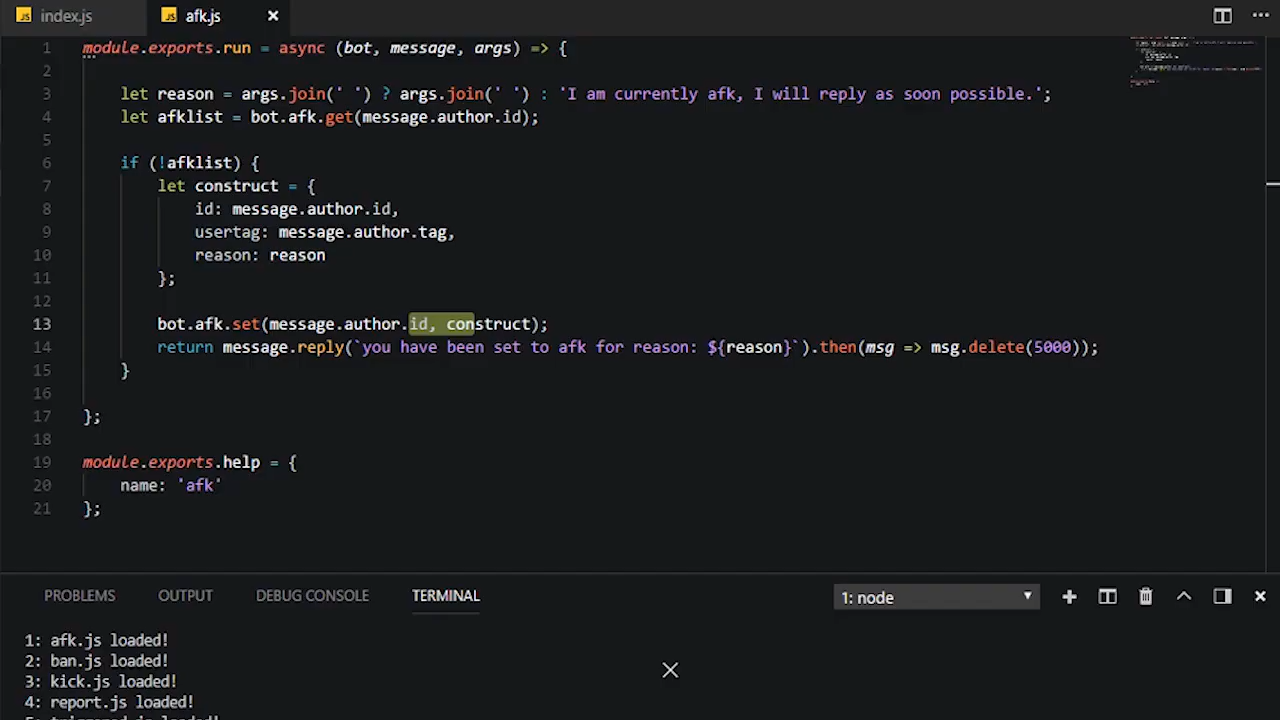 JS index.js JS afk.js
1 module.exports.run = async (bot, message, args) => {
2
3 let reason = args.join(' ') ? args.join(' ') : 'I am currently afk, I will reply as soon possible.';
4 let afklist = bot.afk.get(message.author.id);
5
6 if (!afklist) {
7 let construct = {
8 id: message.author.id,
9 usertag: message.author.tag,
10 reason: reason
11 };
12
13 bot.afk.set(message.author.id, construct);
14 return message.reply(`you have been set to afk for reason: ${reason}`).then(msg => msg.delete(5000));
15 }
16
17 };
18
19 module.exports.help = {
20 name: 'afk'
21 };
PROBLEMS OUTPUT DEBUG CONSOLE TERMINAL 1: node
1: afk.js loaded!
2: ban.js loaded!
3: kick.js loaded!
4: report.js loaded!